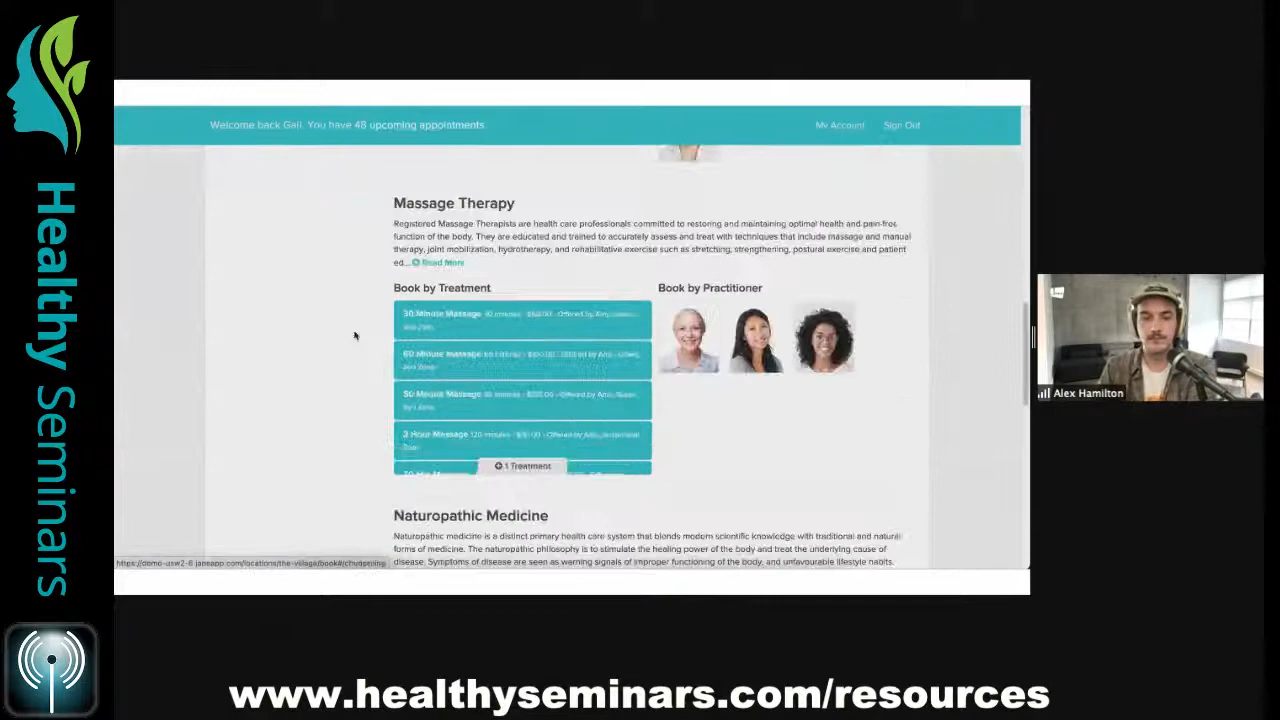 Healthy Seminars
Welcome back Gail. You have 48 upcoming appointments.
My Account
Sign Out
Massage Therapy
Registered Massage Therapists are health care professionals committed to restoring and maintaining optimal health and pain-free
function of the body. They are educated and trained to accurately assess and treat with techniques that include massage and manual
therapy, joint mobilization, hydrotherapy, and rehabilitative exercise such as stretching, strengthening, postural exercise and patient
ed... Read More
Book by Treatment
Book by Practitioner
30 Minute Massage
60 Minute massage
Minute Massage
2 Hour Massage 120 minutes
1 Treatment
Naturopathic Medicine
Naturopathic medicine is a distinct primary health care system that blends modern scientific knowledge with traditional and natural
forms of medicine. The naturopathic philosophy is to stimulate the healing power of the body and treat the underlying cause of
disease. Symptoms of disease are seen as warning signals of improper functioning of the body, and unfavourable lifestyle habits.
Alex Hamilton
www.healthyseminars.com/resources